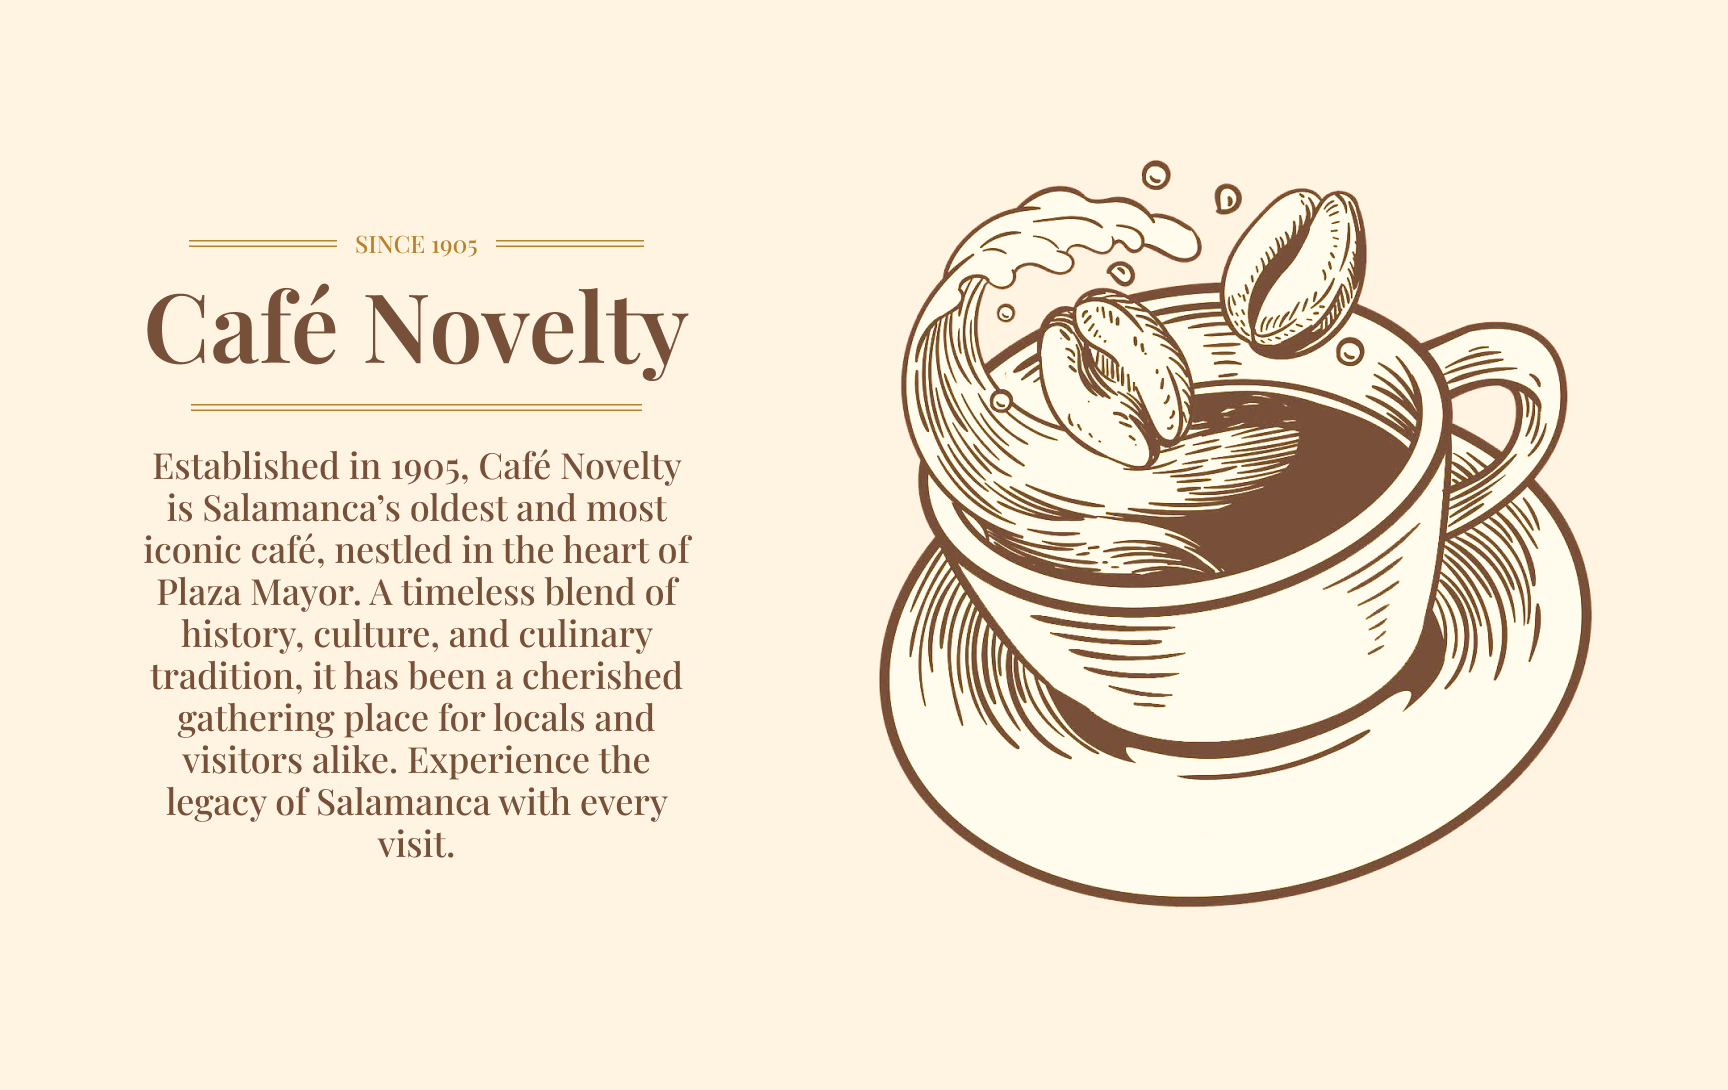 SINCE 1905
Café Novelty
Established in 1905, Café Novelty
is Salamanca’s oldest and most
iconic café, nestled in the heart of
Plaza Mayor. A timeless blend of
history, culture, and culinary
tradition, it has been a cherished
gathering place for locals and
visitors alike. Experience the
legacy of Salamanca with every
visit.